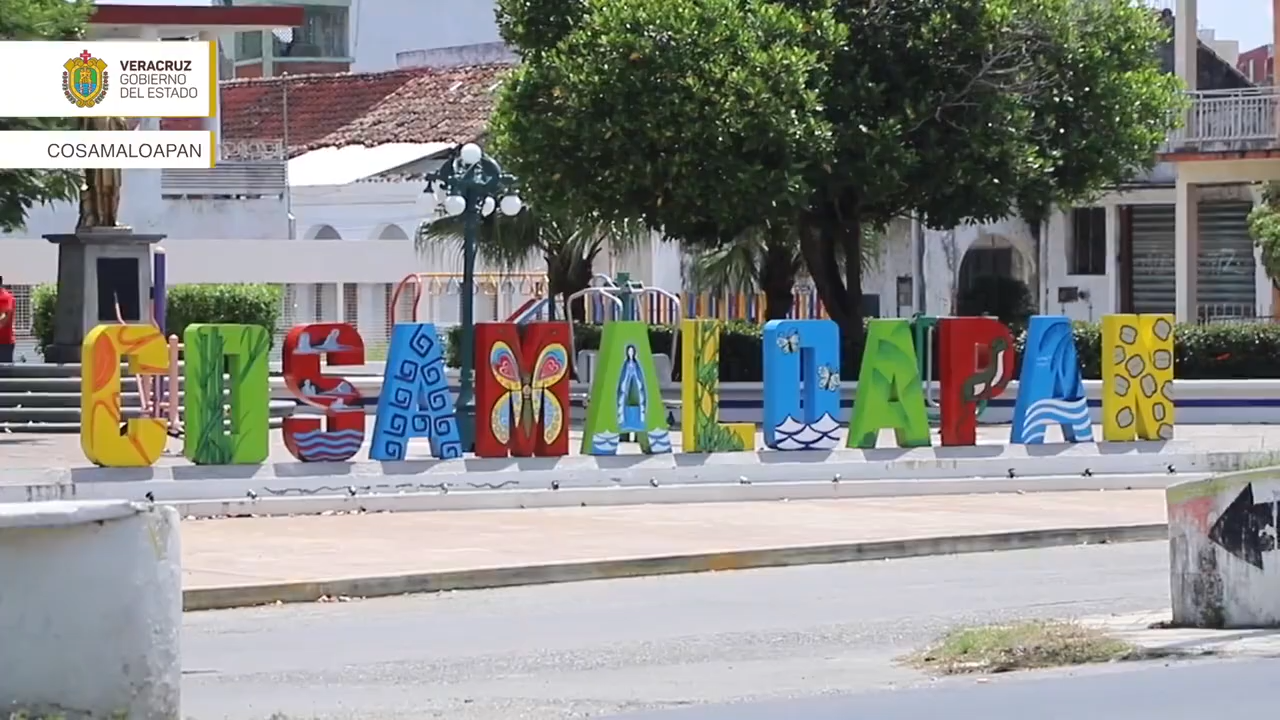 VERACRUZ
GOBIERNO
DEL ESTADO
COSAMALOAPAN
COSAMALOAPAN